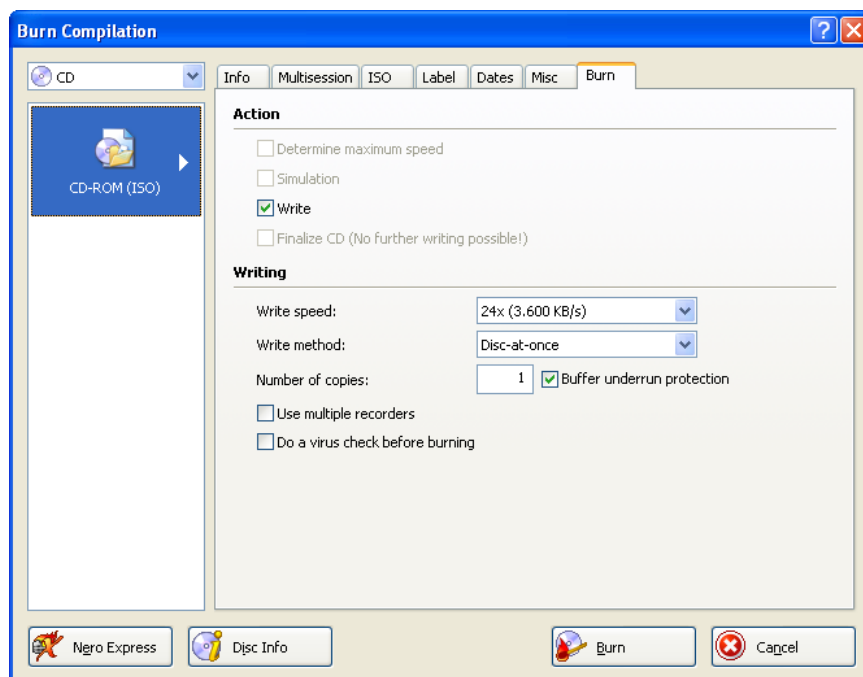 Burn Compilation
CD
CD-ROM (ISO)
Info Multisession ISO Label Dates Misc Burn
Action
Determine maximum speed
Simulation
Write
Finalize CD (No further writing possible!)
Writing
Write speed: 24x (3.600 KB/s)
Write method: Disc-at-once
Number of copies: 1 Buffer underrun protection
Use multiple recorders
Do a virus check before burning
Nero Express Disc Info Burn Cancel